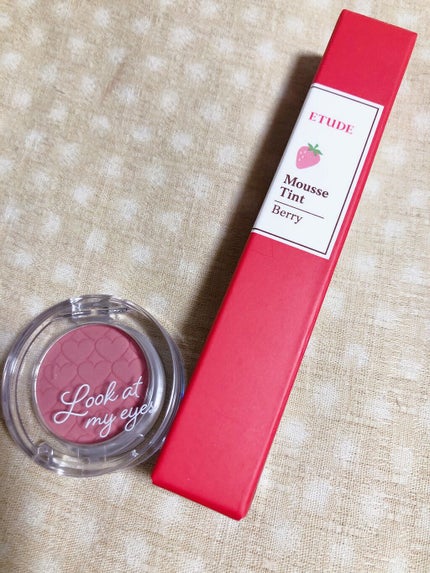 ETUDE
Mousse
Tint
Berry
Look at
my eyes